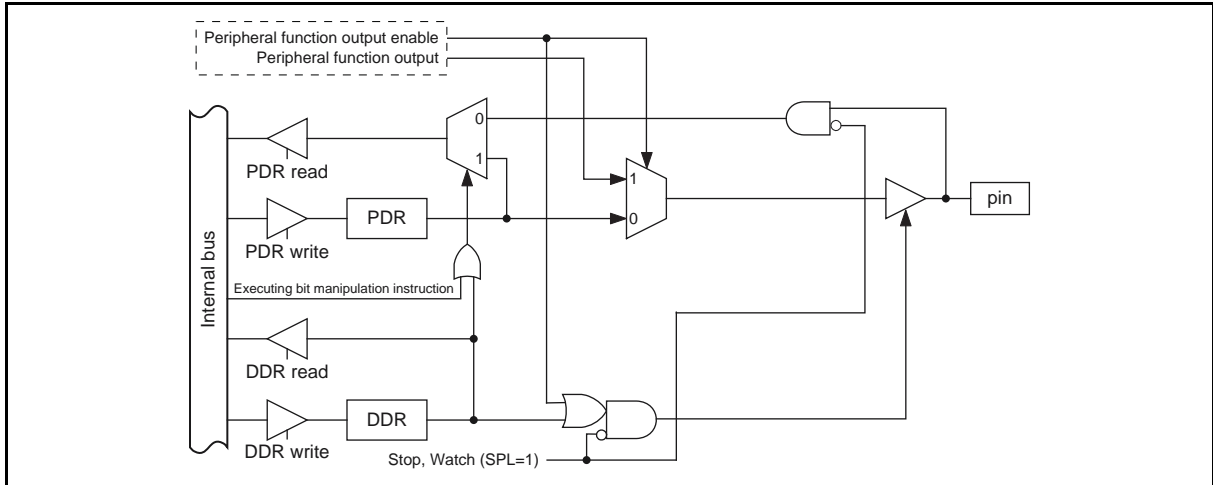 Peripheral function output enable
Peripheral function output
0
1
PDR read
1
pin
PDR
0
PDR write
Internal bus
Executing bit manipulation instruction
DDR read
DDR
DDR write
Stop, Watch (SPL=1)